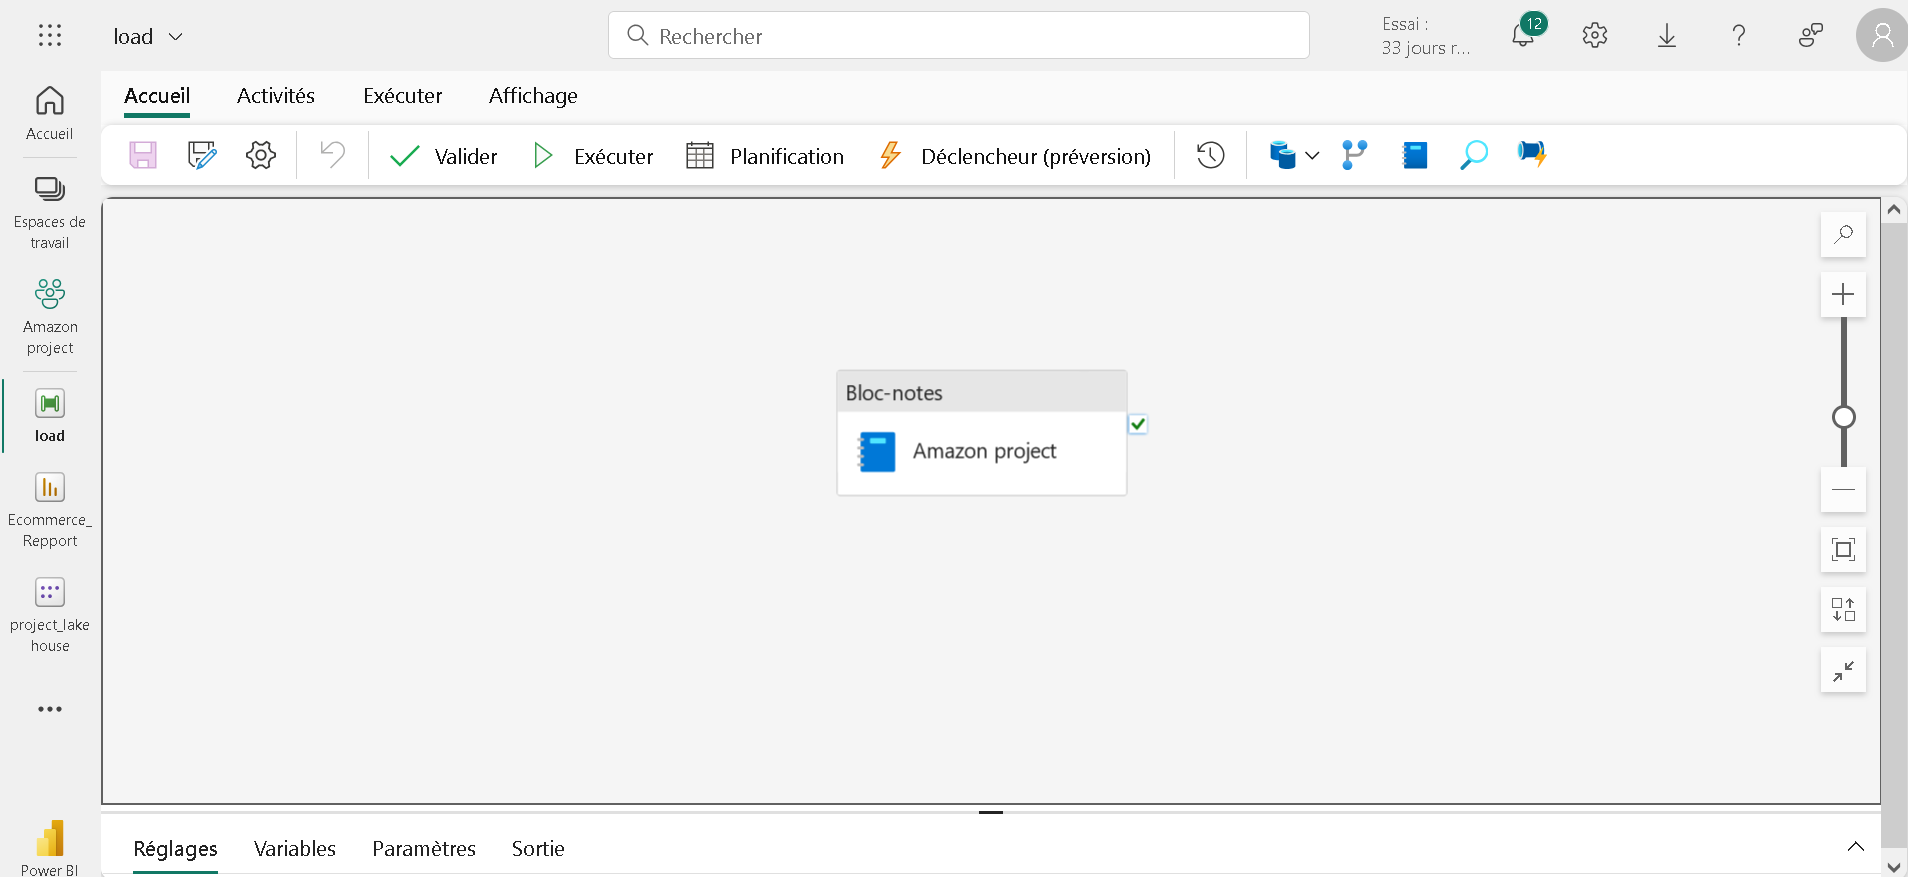 load
Rechercher
Essai :
33 jours r...
12
Accueil
Activités
Exécuter
Affichage
Valider
Exécuter
Planification
Déclencheur (préversion)
Accueil
Espaces de
travail
Amazon
project
load
Ecommerce_
Repport
project_lake
house
Power BI
Bloc-notes
Amazon project
Réglages
Variables
Paramètres
Sortie